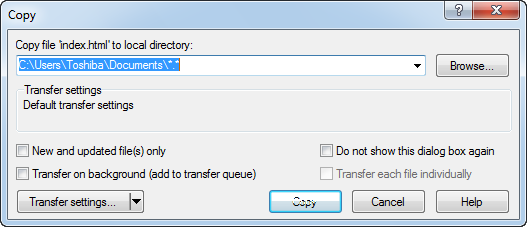 Copy
Copy file 'index.html' to local directory:
C:\Users\Toshiba\Documents\*.*
Browse...
Transfer settings
Default transfer settings
New and updated file(s) only
Do not show this dialog box again
Transfer on background (add to transfer queue)
Transfer each file individually
Transfer settings...
Copy
Cancel
Help